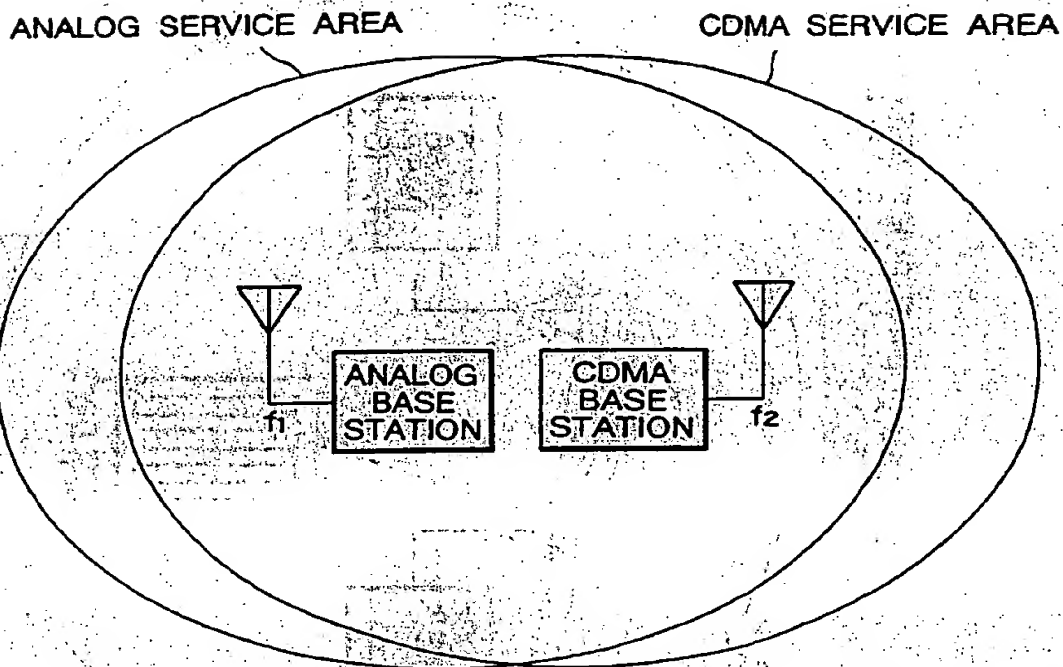 ANALOG SERVICE AREA
CDMA SERVICE AREA
ANALOG
BASE
STATION
f1
CDMA
BASE
STATION
f2